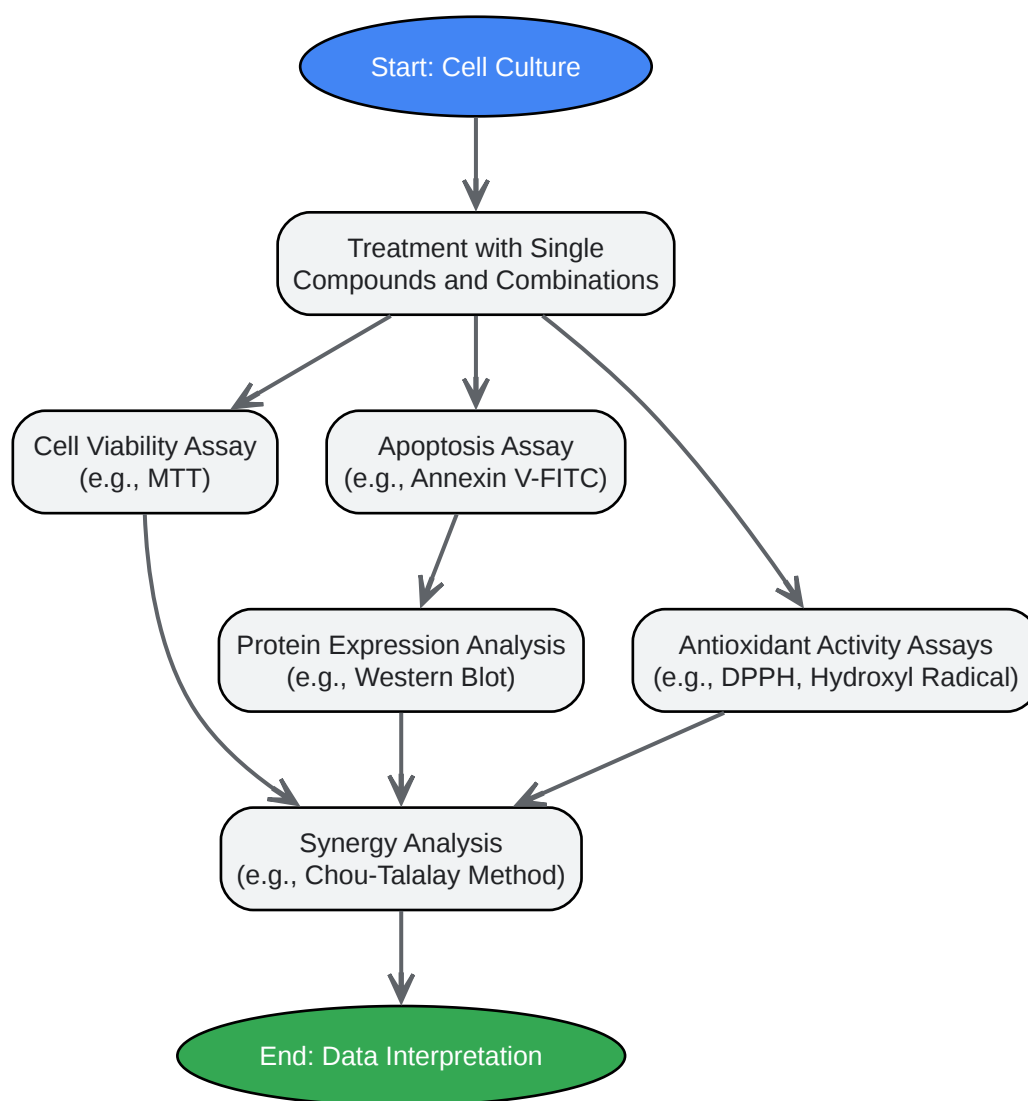 Start: Cell Culture
Treatment with Single
Compounds and Combinations
Cell Viability Assay
(e.g., MTT)
Apoptosis Assay
(e.g., Annexin V-FITC)
Protein Expression Analysis
(e.g., Western Blot)
Antioxidant Activity Assays
(e.g., DPPH, Hydroxyl Radical)
Synergy Analysis
(e.g., Chou-Talalay Method)
End: Data Interpretation